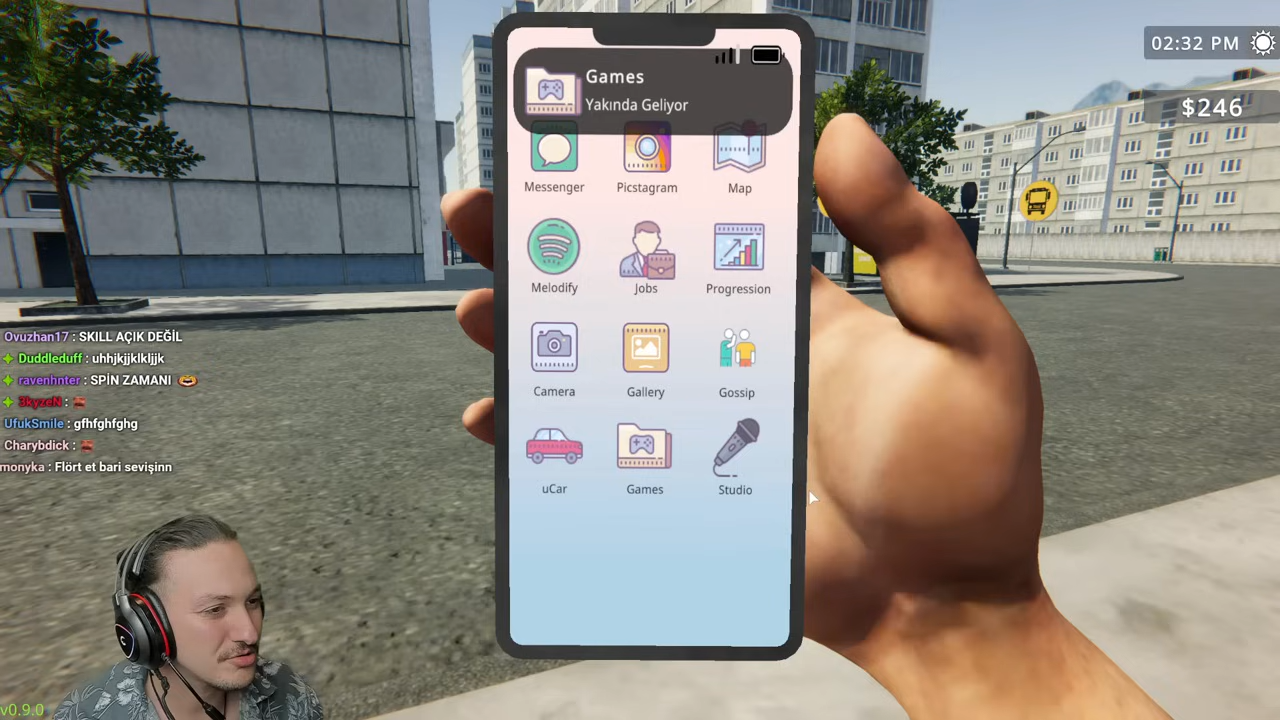 02:32 PM
$246
Games
Yakında Geliyor
Messenger
Picstagram
Map
Melodify
Jobs
Progression
Camera
Gallery
Gossip
uCar
Games
Studio
Ovuzhan17 : SKILL AÇIK DEĞİL
Duddleduff : uhhjkjjklkljjk
ravenhnter : SPİN ZAMANI
3kyzeN :
UfukSmile : gfhfghfghg
Charybdick :
monyka : Flört et bari sevişinn
v0.9.0